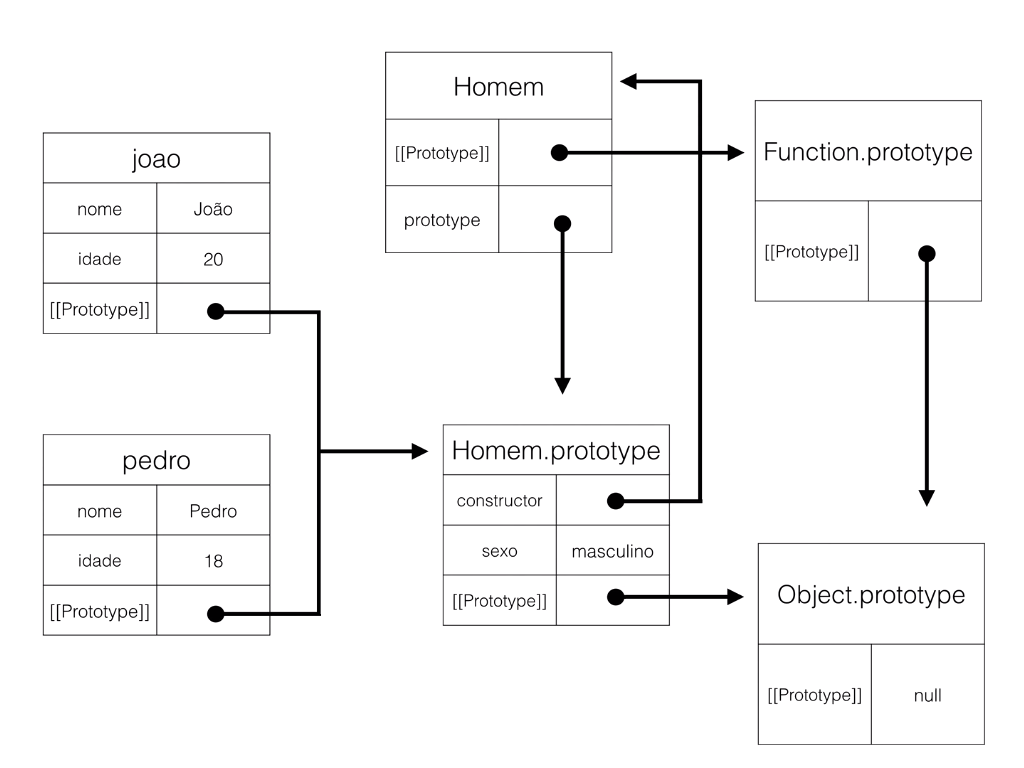 joao
nome João
idade 20
[[Prototype]]
pedro
nome Pedro
idade 18
[[Prototype]]
Homem
[[Prototype]]
prototype
Homem.prototype
constructor
sexo masculino
[[Prototype]]
Function.prototype
[[Prototype]]
Object.prototype
[[Prototype]] null